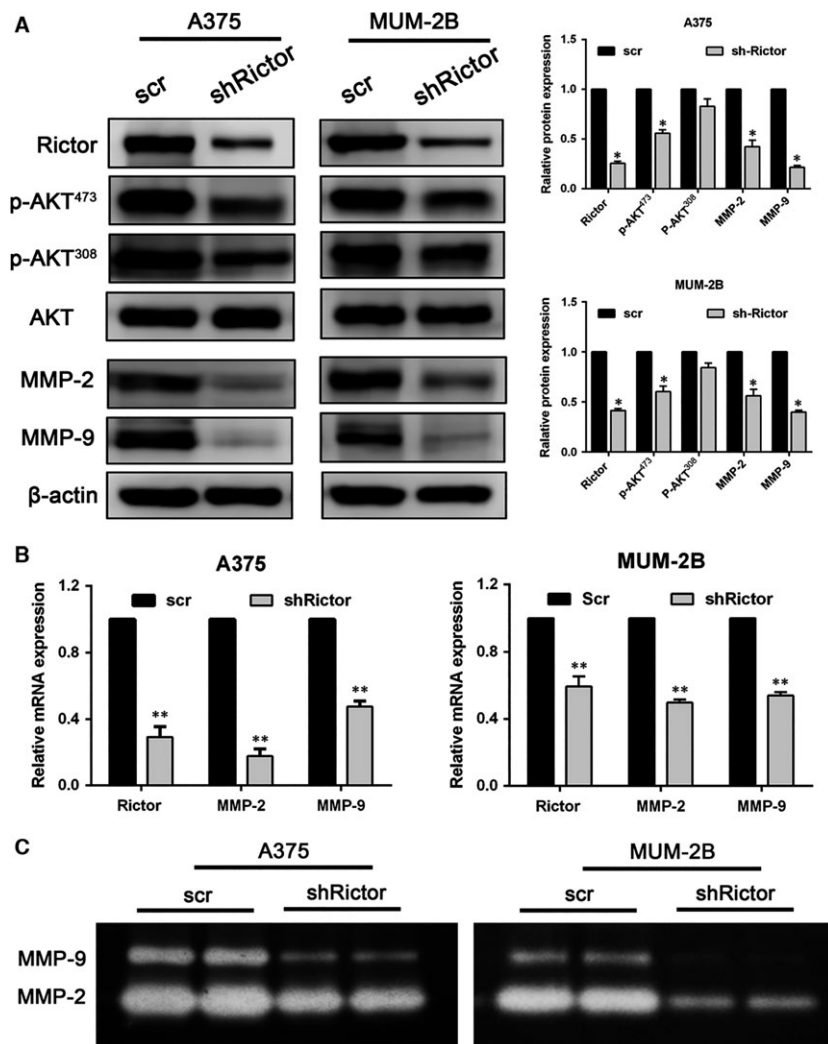 A
A375
MUM-2B
scr
shRictor
scr
shRictor
Rictor
p-AKT⁴⁷³
p-AKT³⁰⁸
AKT
MMP-2
MMP-9
β-actin
A375
scr
sh-Rictor
Ralative protein expression
1.5
1.0
0.5
0.0
*
*
*
*
Rictor
p-AKT⁴⁷³
P-AKT³⁰⁸
MMP-2
MMP-9
MUM-2B
scr
sh-Rictor
Ralative protein expression
1.5
1.0
0.5
0.0
*
*
*
*
Rictor
p-AKT⁴⁷³
P-AKT³⁰⁸
MMP-2
MMP-9
B
A375
scr
shRictor
Relative mRNA expression
1.2
0.8
0.4
0.0
**
**
**
Rictor
MMP-2
MMP-9
MUM-2B
Scr
shRictor
Relative mRNA expression
1.2
0.8
0.4
0.0
**
**
**
Rictor
MMP-2
MMP-9
C
A375
MUM-2B
scr
shRictor
scr
shRictor
MMP-9
MMP-2